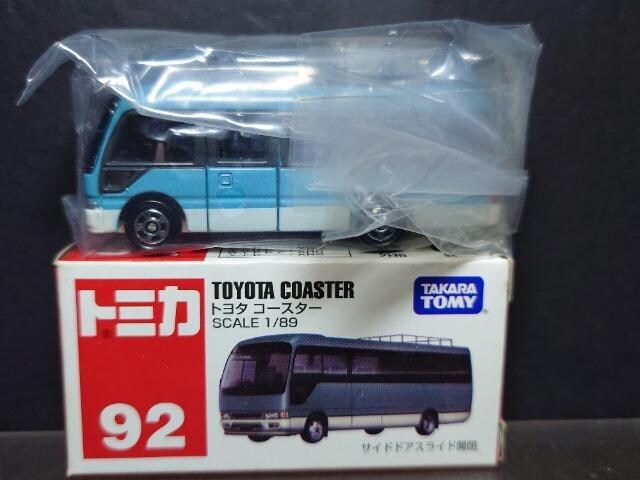 トミカ
92
TOYOTA COASTER
トヨタ コースター
SCALE 1/89
TAKARA
TOMY
サイドドアスライド開閉